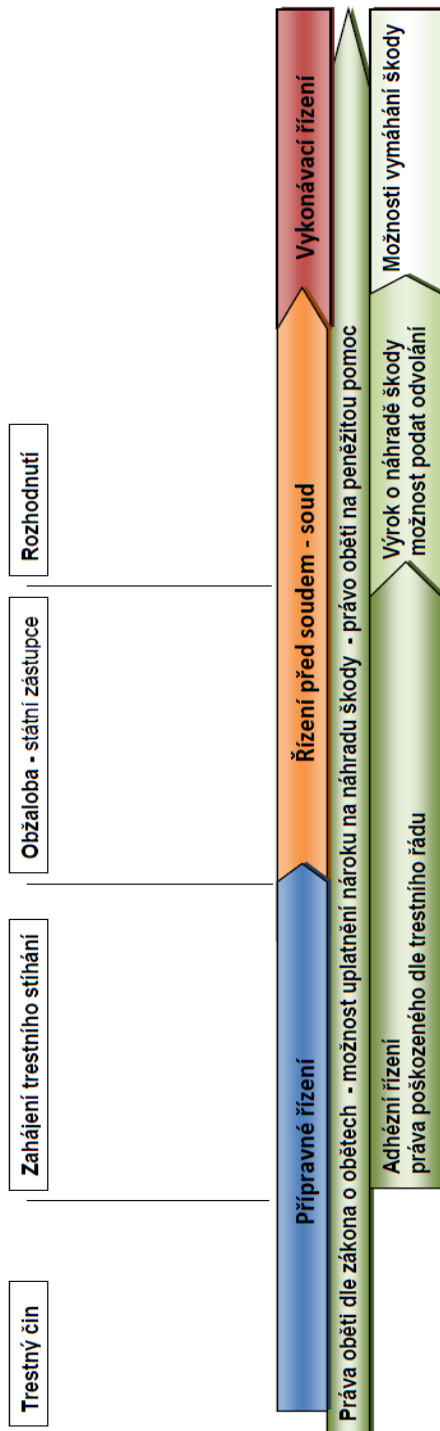 Trestný čin
Zahájení trestního stíhání
Obžaloba - státní zástupce
Rozhodnutí
Přípravné řízení
Řízení před soudem - soud
Vykonávací řízení
Práva oběti dle zákona o obětech - možnost uplatnění nároku na náhradu škody - právo oběti na peněžitou pomoc
Adhézní řízení
práva poškozeného dle trestního řádu
Výrok o náhradě škody
možnost podat odvolání
Možnosti vymáhání škody